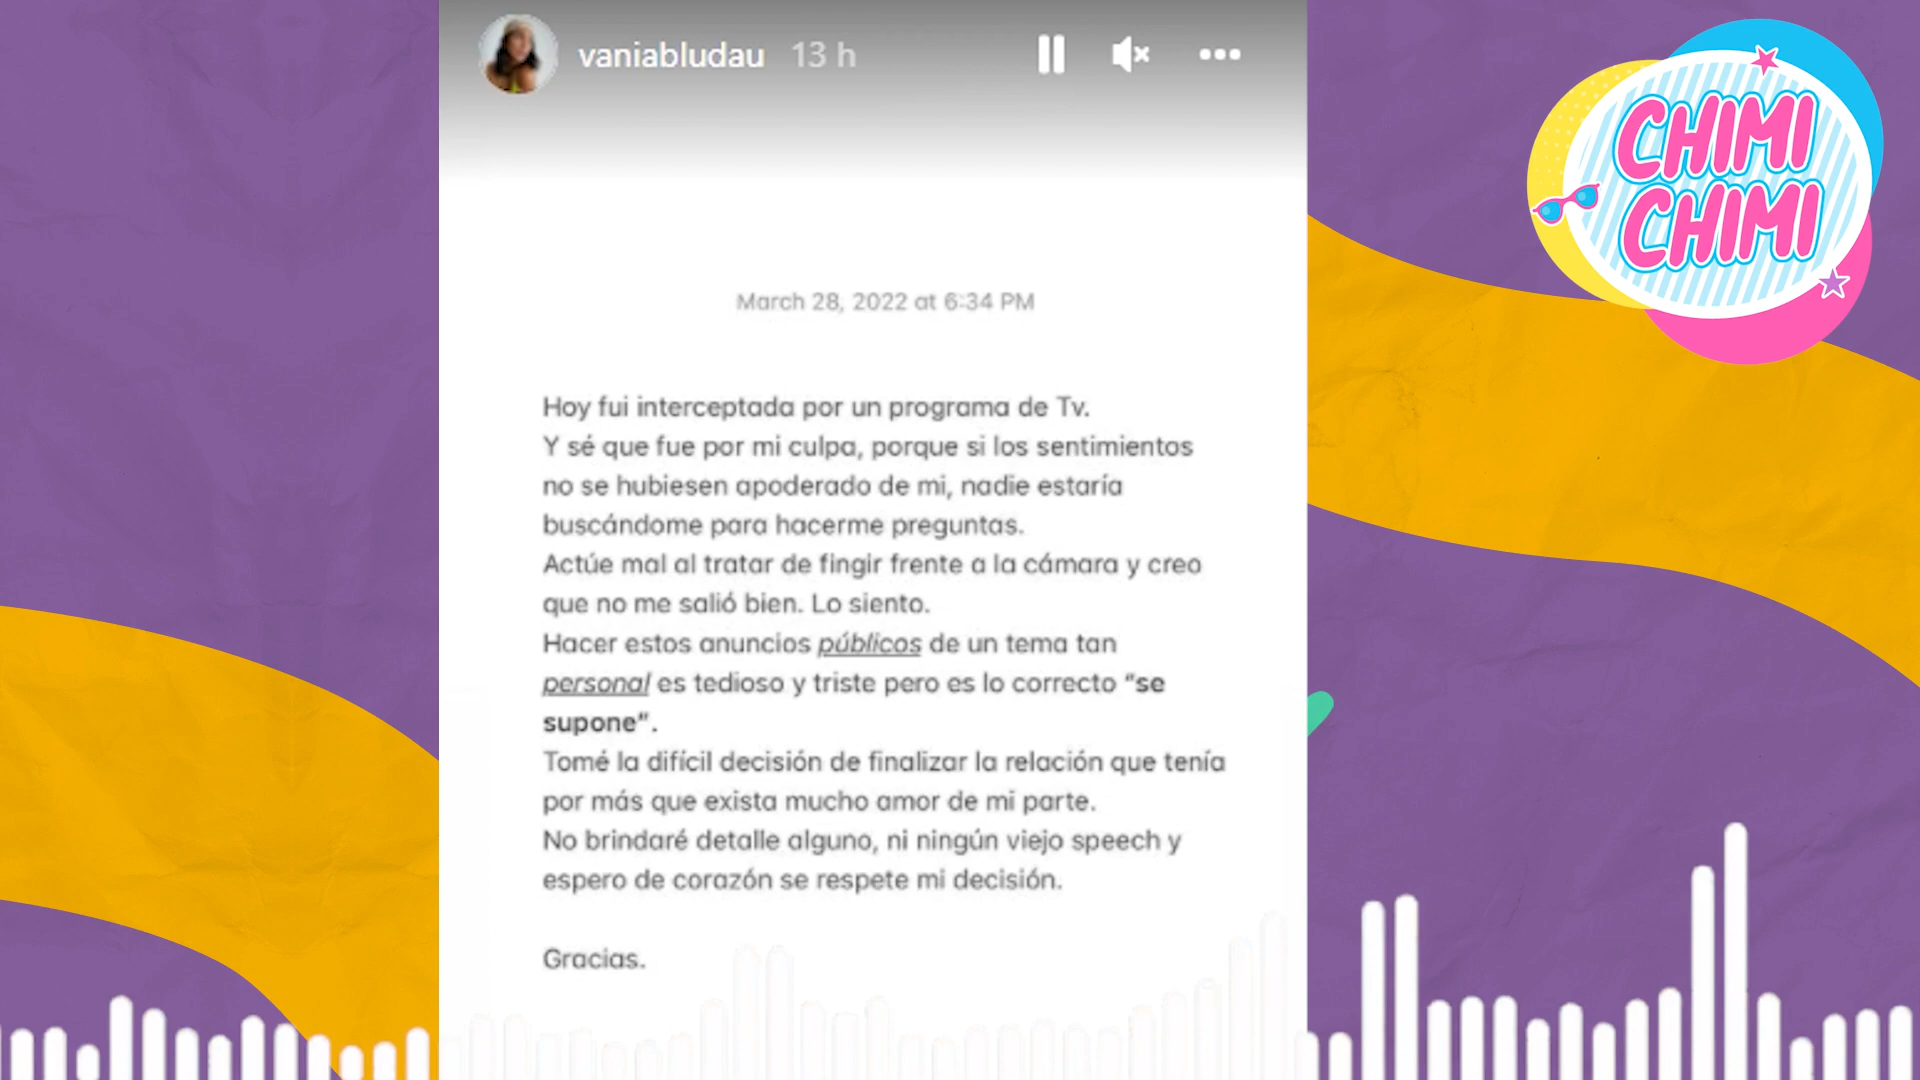 vaniabludau 13 h
CHIMI
CHIMI
March 28, 2022 at 6:34 PM
Hoy fui interceptada por un programa de Tv.
Y sé que fue por mi culpa, porque si los sentimientos
no se hubiesen apoderado de mi, nadie estaría
buscándome para hacerme preguntas.
Actúe mal al tratar de fingir frente a la cámara y creo
que no me salió bien. Lo siento.
Hacer estos anuncios públicos de un tema tan
personal es tedioso y triste pero es lo correcto “se
supone”.
Tomé la difícil decisión de finalizar la relación que tenía
por más que exista mucho amor de mi parte.
No brindaré detalle alguno, ni ningún viejo speech y
espero de corazón se respete mi decisión.
Gracias.